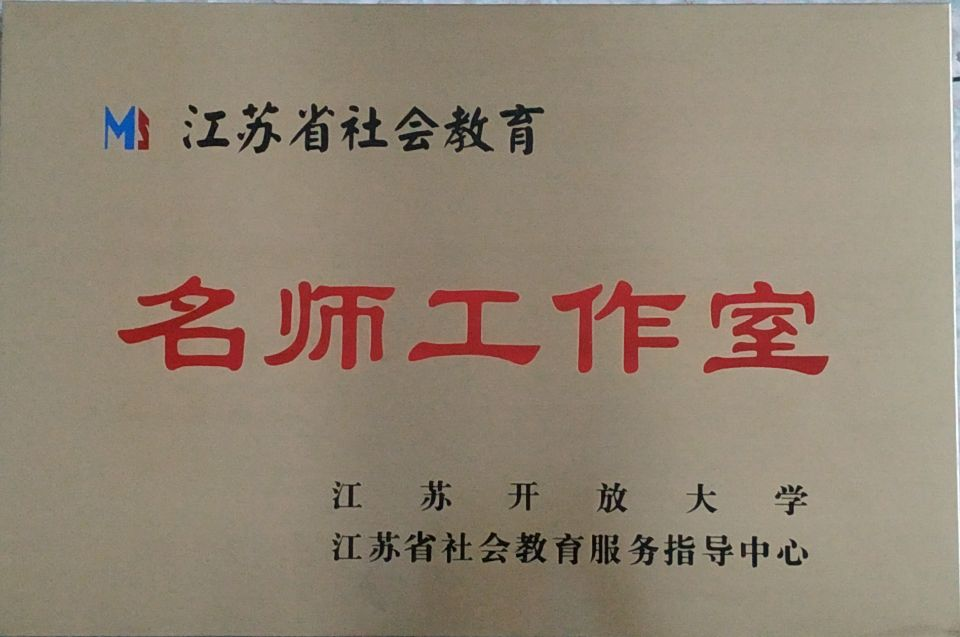 MS 江苏省社会教育
名师工作室
江苏开放大学
江苏省社会教育服务指导中心